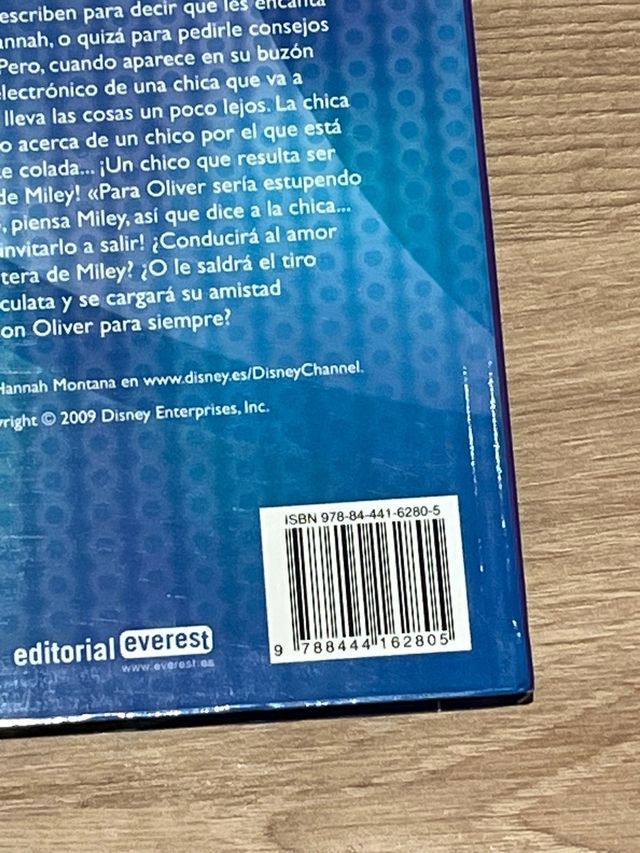 escriben para decir que les encanta
annah, o quizá para pedirle consejos
Pero, cuando aparece en su buzón
lectrónico de una chica que va a
lleva las cosas un poco lejos. La chica
o acerca de un chico por el que está
e colada... ¡Un chico que resulta ser
de Miley! «Para Oliver sería estupendo
, piensa Miley, así que dice a la chica...
invitarlo a salir! ¿Conducirá al amor
tera de Miley? ¿O le saldrá el tiro
culata y se cargará su amistad
on Oliver para siempre?
Hannah Montana en www.disney.es/DisneyChannel.
yright © 2009 Disney Enterprises, Inc.
ISBN 978-84-441-6280-5
9 788444 162805
editorial everest
www.everest.es